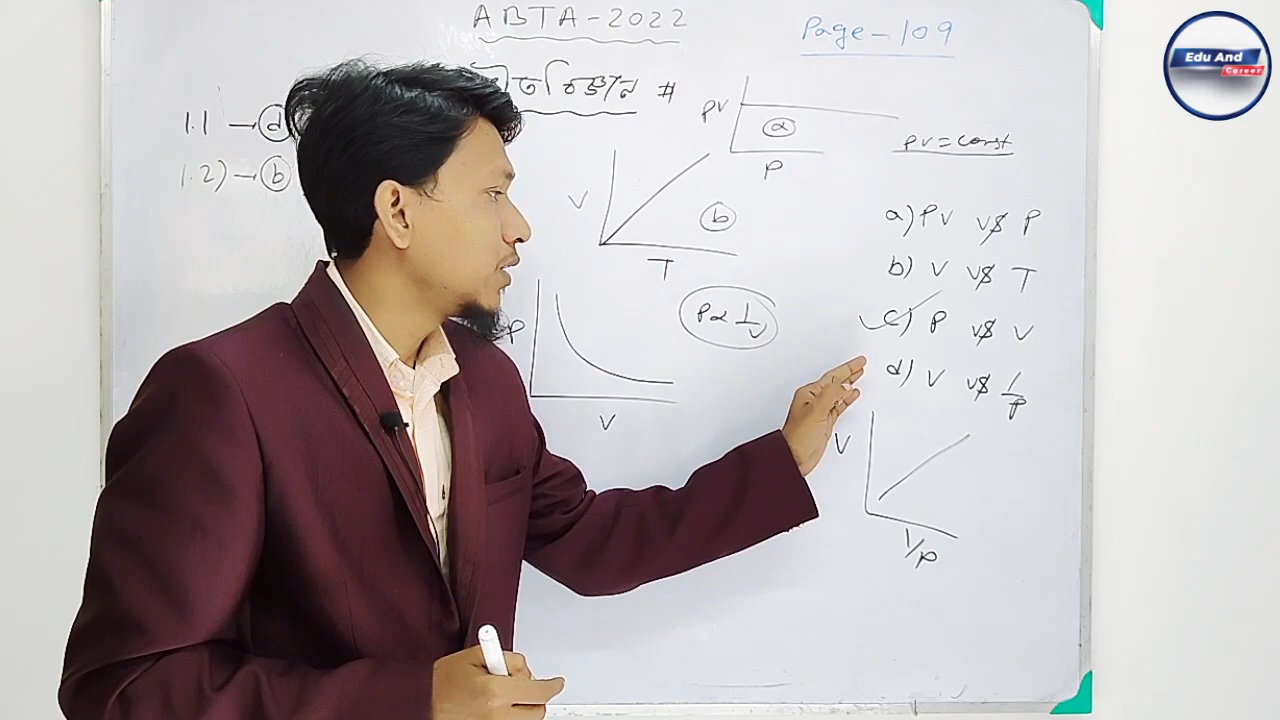 ABTA-2022
Page-109
Edu And
Career
বিজ্ঞান #
1.1 – (d)
1.2) – (b)
PV
(a)
P
PV = const
V
(b)
T
P
V
P ∝ 1/V
a) PV vs P
b) V vs T
c) P vs V
d) V vs 1/P
V
1/P